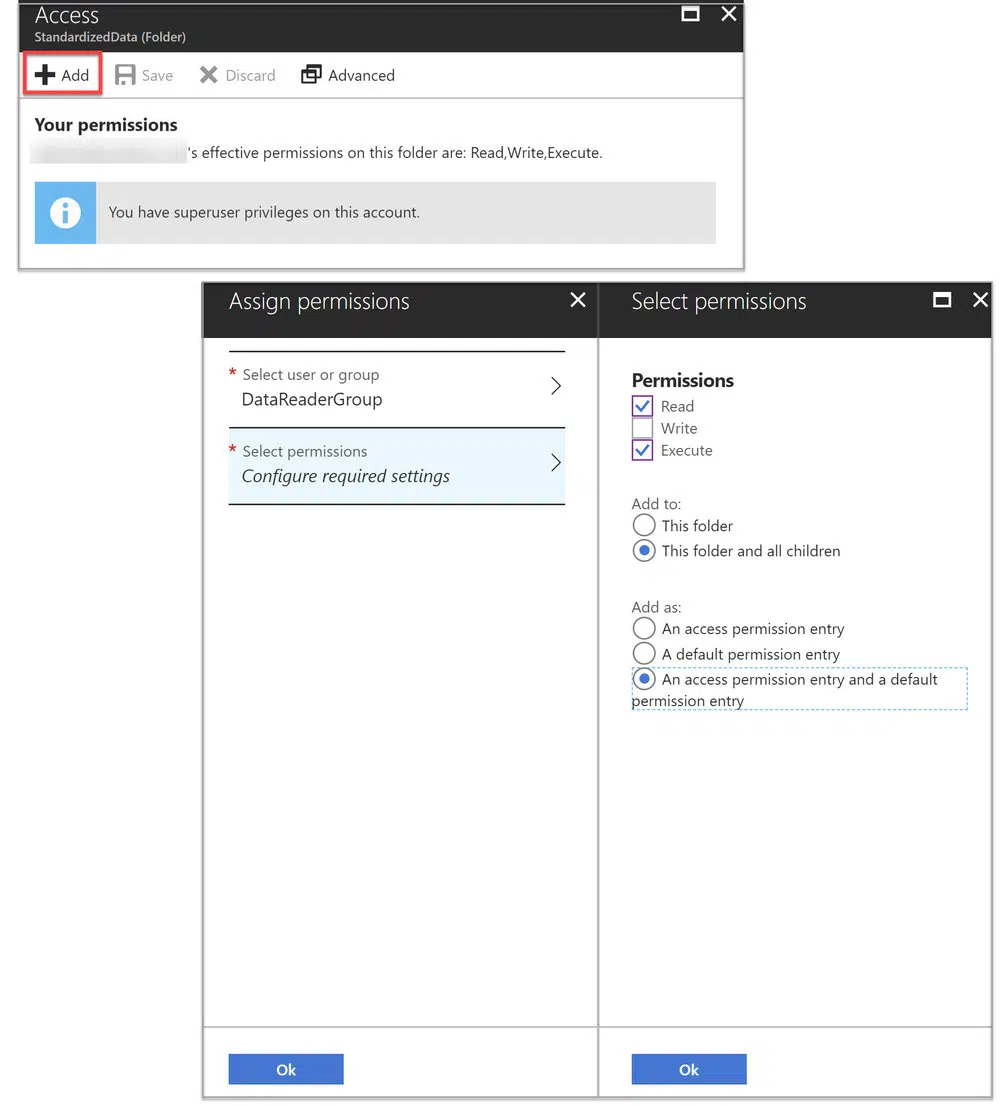 Access
StandardizedData (Folder)
Add Save Discard Advanced
Your permissions
's effective permissions on this folder are: Read,Write,Execute.
You have superuser privileges on this account.
Assign permissions
* Select user or group
DataReaderGroup
* Select permissions
Configure required settings
Ok
Select permissions
Permissions
Read
Write
Execute
Add to:
This folder
This folder and all children
Add as:
An access permission entry
A default permission entry
An access permission entry and a default
permission entry
Ok